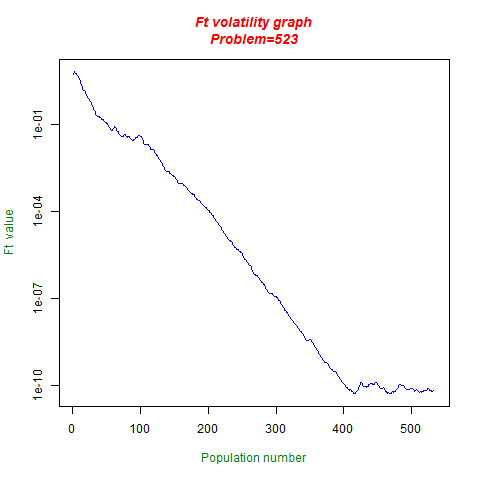 Ft volatility graph
Problem=523
1e-01
1e-04
1e-07
1e-10
Ft value
0 100 200 300 400 500
Population number